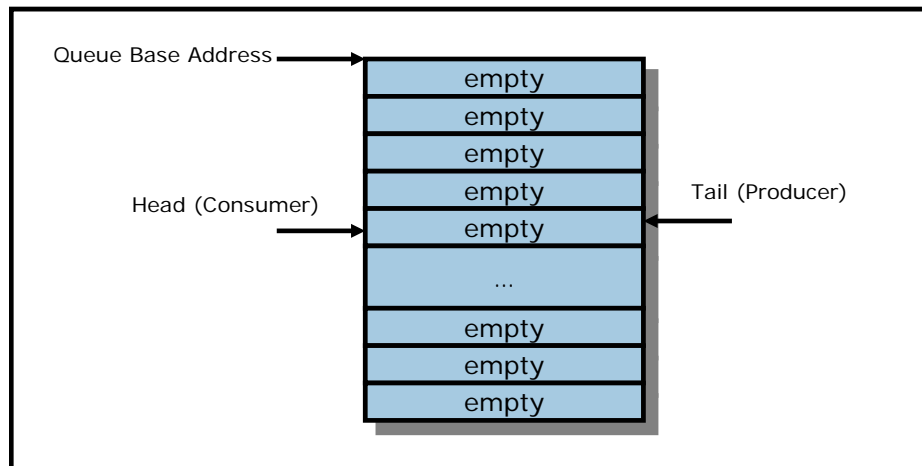 Queue Base Address
empty
empty
empty
empty
Head (Consumer)
Tail (Producer)
empty
...
empty
empty
empty